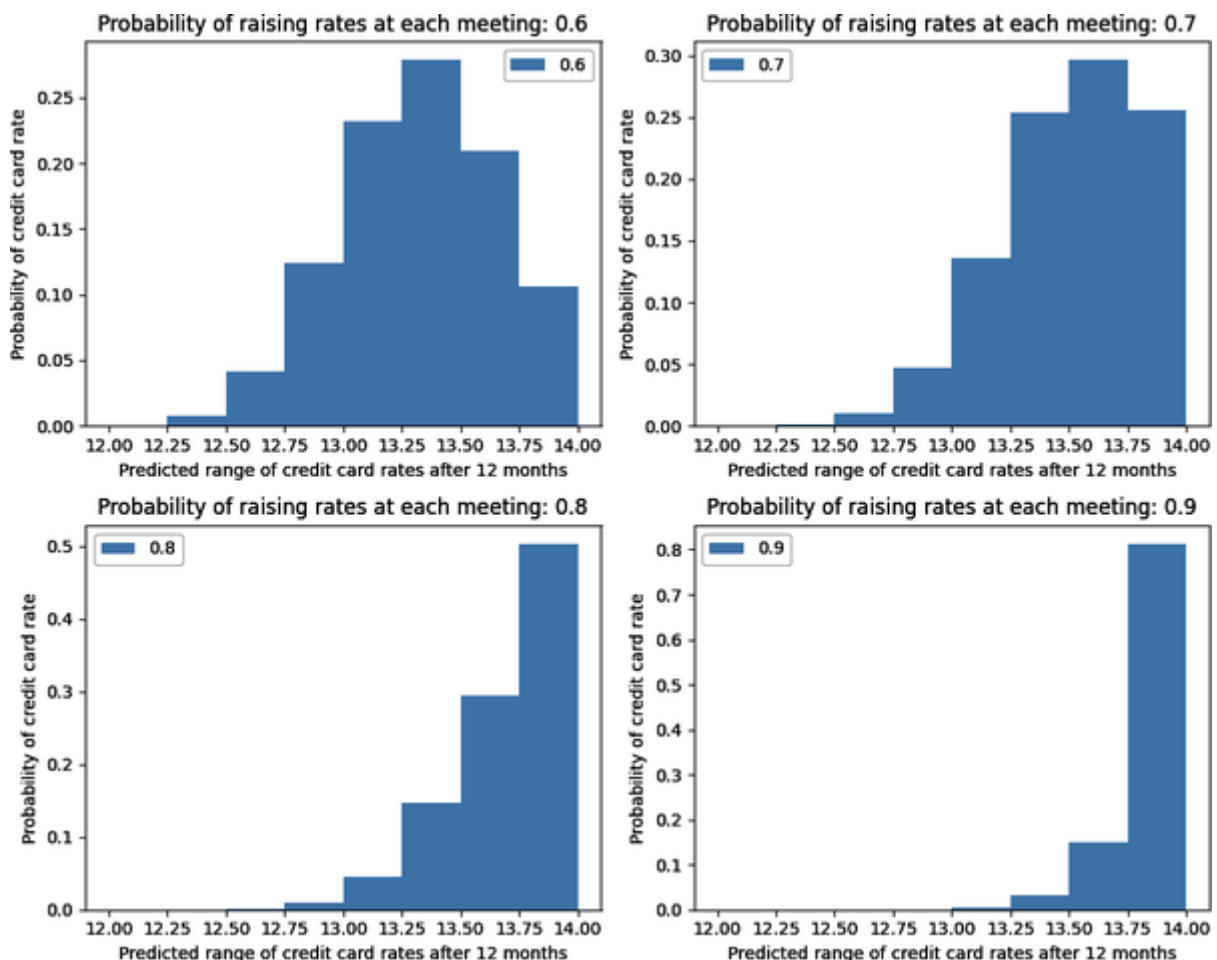 Probability of raising rates at each meeting: 0.6
0.6
0.25
0.20
0.15
0.10
0.05
0.00
Probability of credit card rate
12.00 12.25 12.50 12.75 13.00 13.25 13.50 13.75 14.00
Predicted range of credit card rates after 12 months
Probability of raising rates at each meeting: 0.7
0.7
0.30
0.25
0.20
0.15
0.10
0.05
0.00
Probability of credit card rate
12.00 12.25 12.50 12.75 13.00 13.25 13.50 13.75 14.00
Predicted range of credit card rates after 12 months
Probability of raising rates at each meeting: 0.8
0.8
0.5
0.4
0.3
0.2
0.1
0.0
Probability of credit card rate
12.00 12.25 12.50 12.75 13.00 13.25 13.50 13.75 14.00
Predicted range of credit card rates after 12 months
Probability of raising rates at each meeting: 0.9
0.9
0.8
0.7
0.6
0.5
0.4
0.3
0.2
0.1
0.0
Probability of credit card rate
12.00 12.25 12.50 12.75 13.00 13.25 13.50 13.75 14.00
Predicted range of credit card rates after 12 months